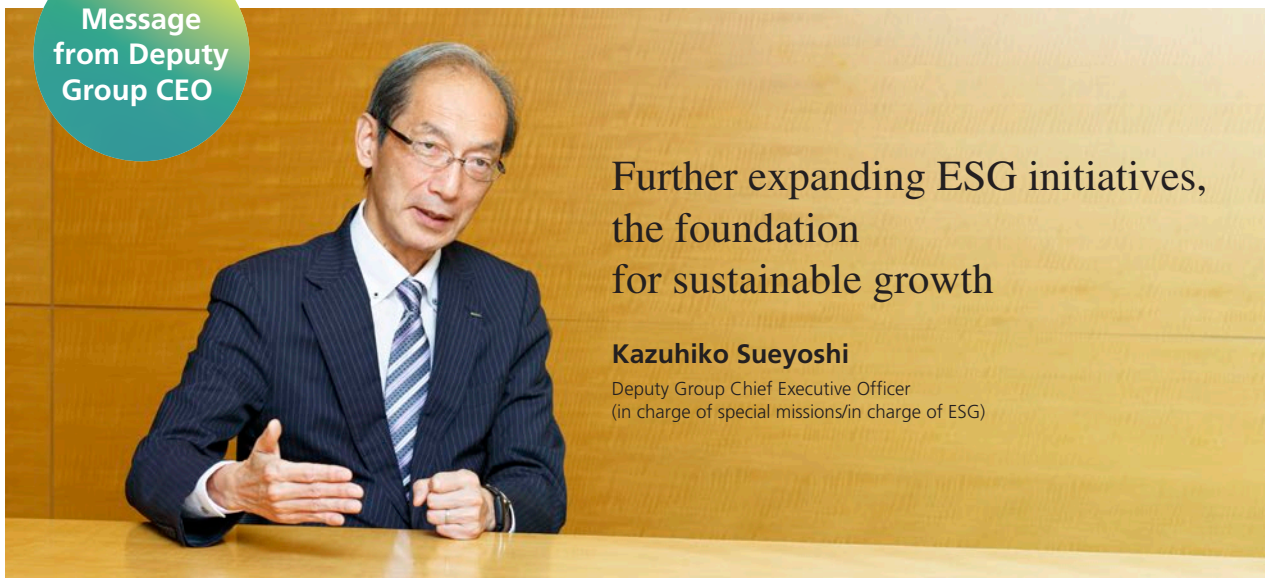 Message
from Deputy
Group CEO
Further expanding ESG initiatives,
the foundation
for sustainable growth
Kazuhiko Sueyoshi
Deputy Group Chief Executive Officer
(in charge of special missions/in charge of ESG)